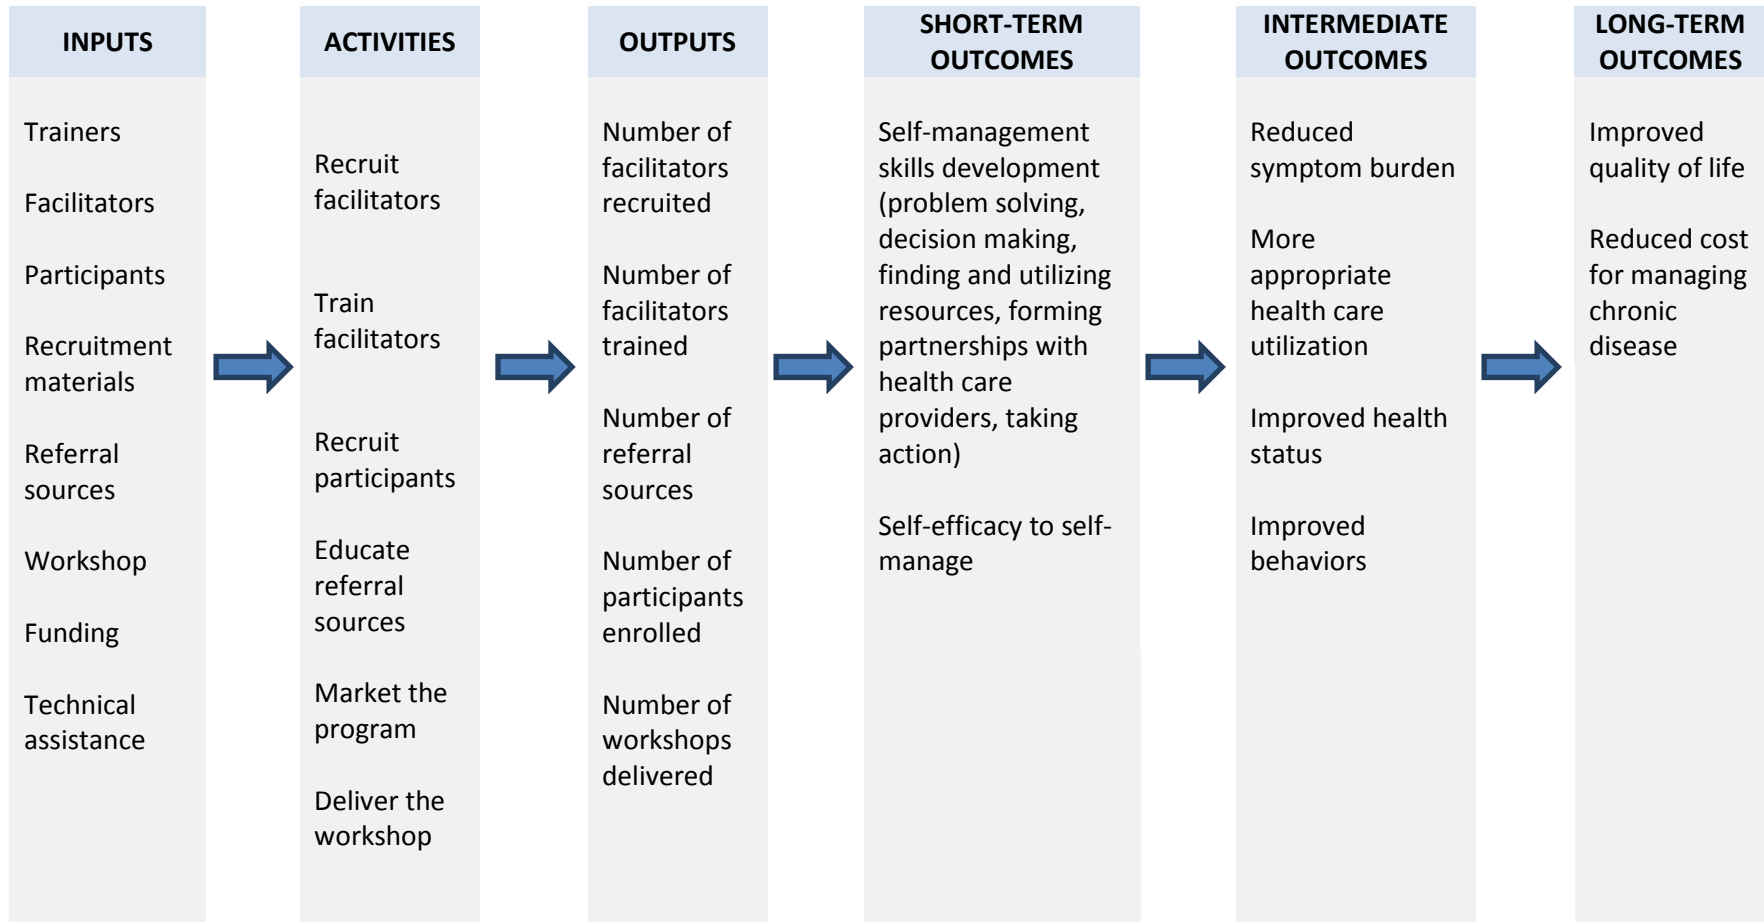 INPUTS
Trainers
Facilitators
Participants
Recruitment
materials
Referral
sources
Workshop
Funding
Technical
assistance
ACTIVITIES
Recruit
facilitators
Train
facilitators
Recruit
participants
Educate
referral
sources
Market the
program
Deliver the
workshop
OUTPUTS
Number of
facilitators
recruited
Number of
facilitators
trained
Number of
referral
sources
Number of
participants
enrolled
Number of
workshops
delivered
SHORT-TERM
OUTCOMES
Self-management
skills development
(problem solving,
decision making,
finding and utilizing
resources, forming
partnerships with
health care
providers, taking
action)
Self-efficacy to self-
manage
INTERMEDIATE
OUTCOMES
Reduced
symptom burden
More
appropriate
health care
utilization
Improved health
status
Improved
behaviors
LONG-TERM
OUTCOMES
Improved
quality of life
Reduced cost
for managing
chronic
disease